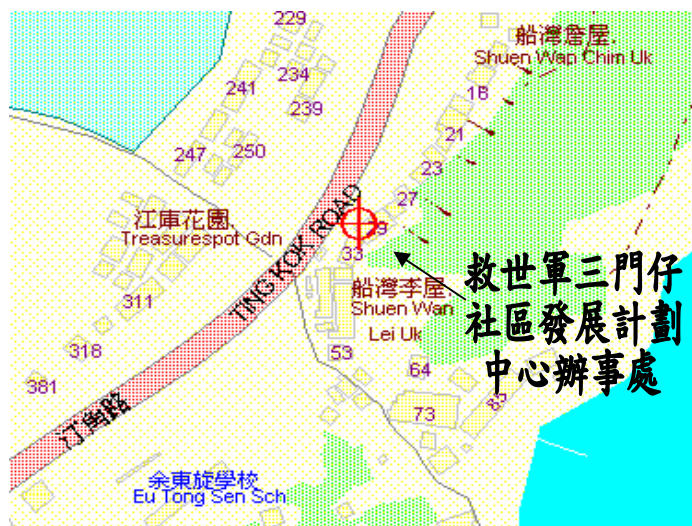 229
船灣詹屋.
Shuen Wan Chim Uk
234
241
239
18
21
247
250
23
27
江庫花園.
Treasurespot Gdn
TING KOK ROAD
29
33
311
船灣李屋.
Shuen Wan
Lei Uk
救世軍三門仔
社區發展計劃
中心辦事處
318
53
64
381
73
汀角路
余東旋學校
Eu Tong Sen Sch